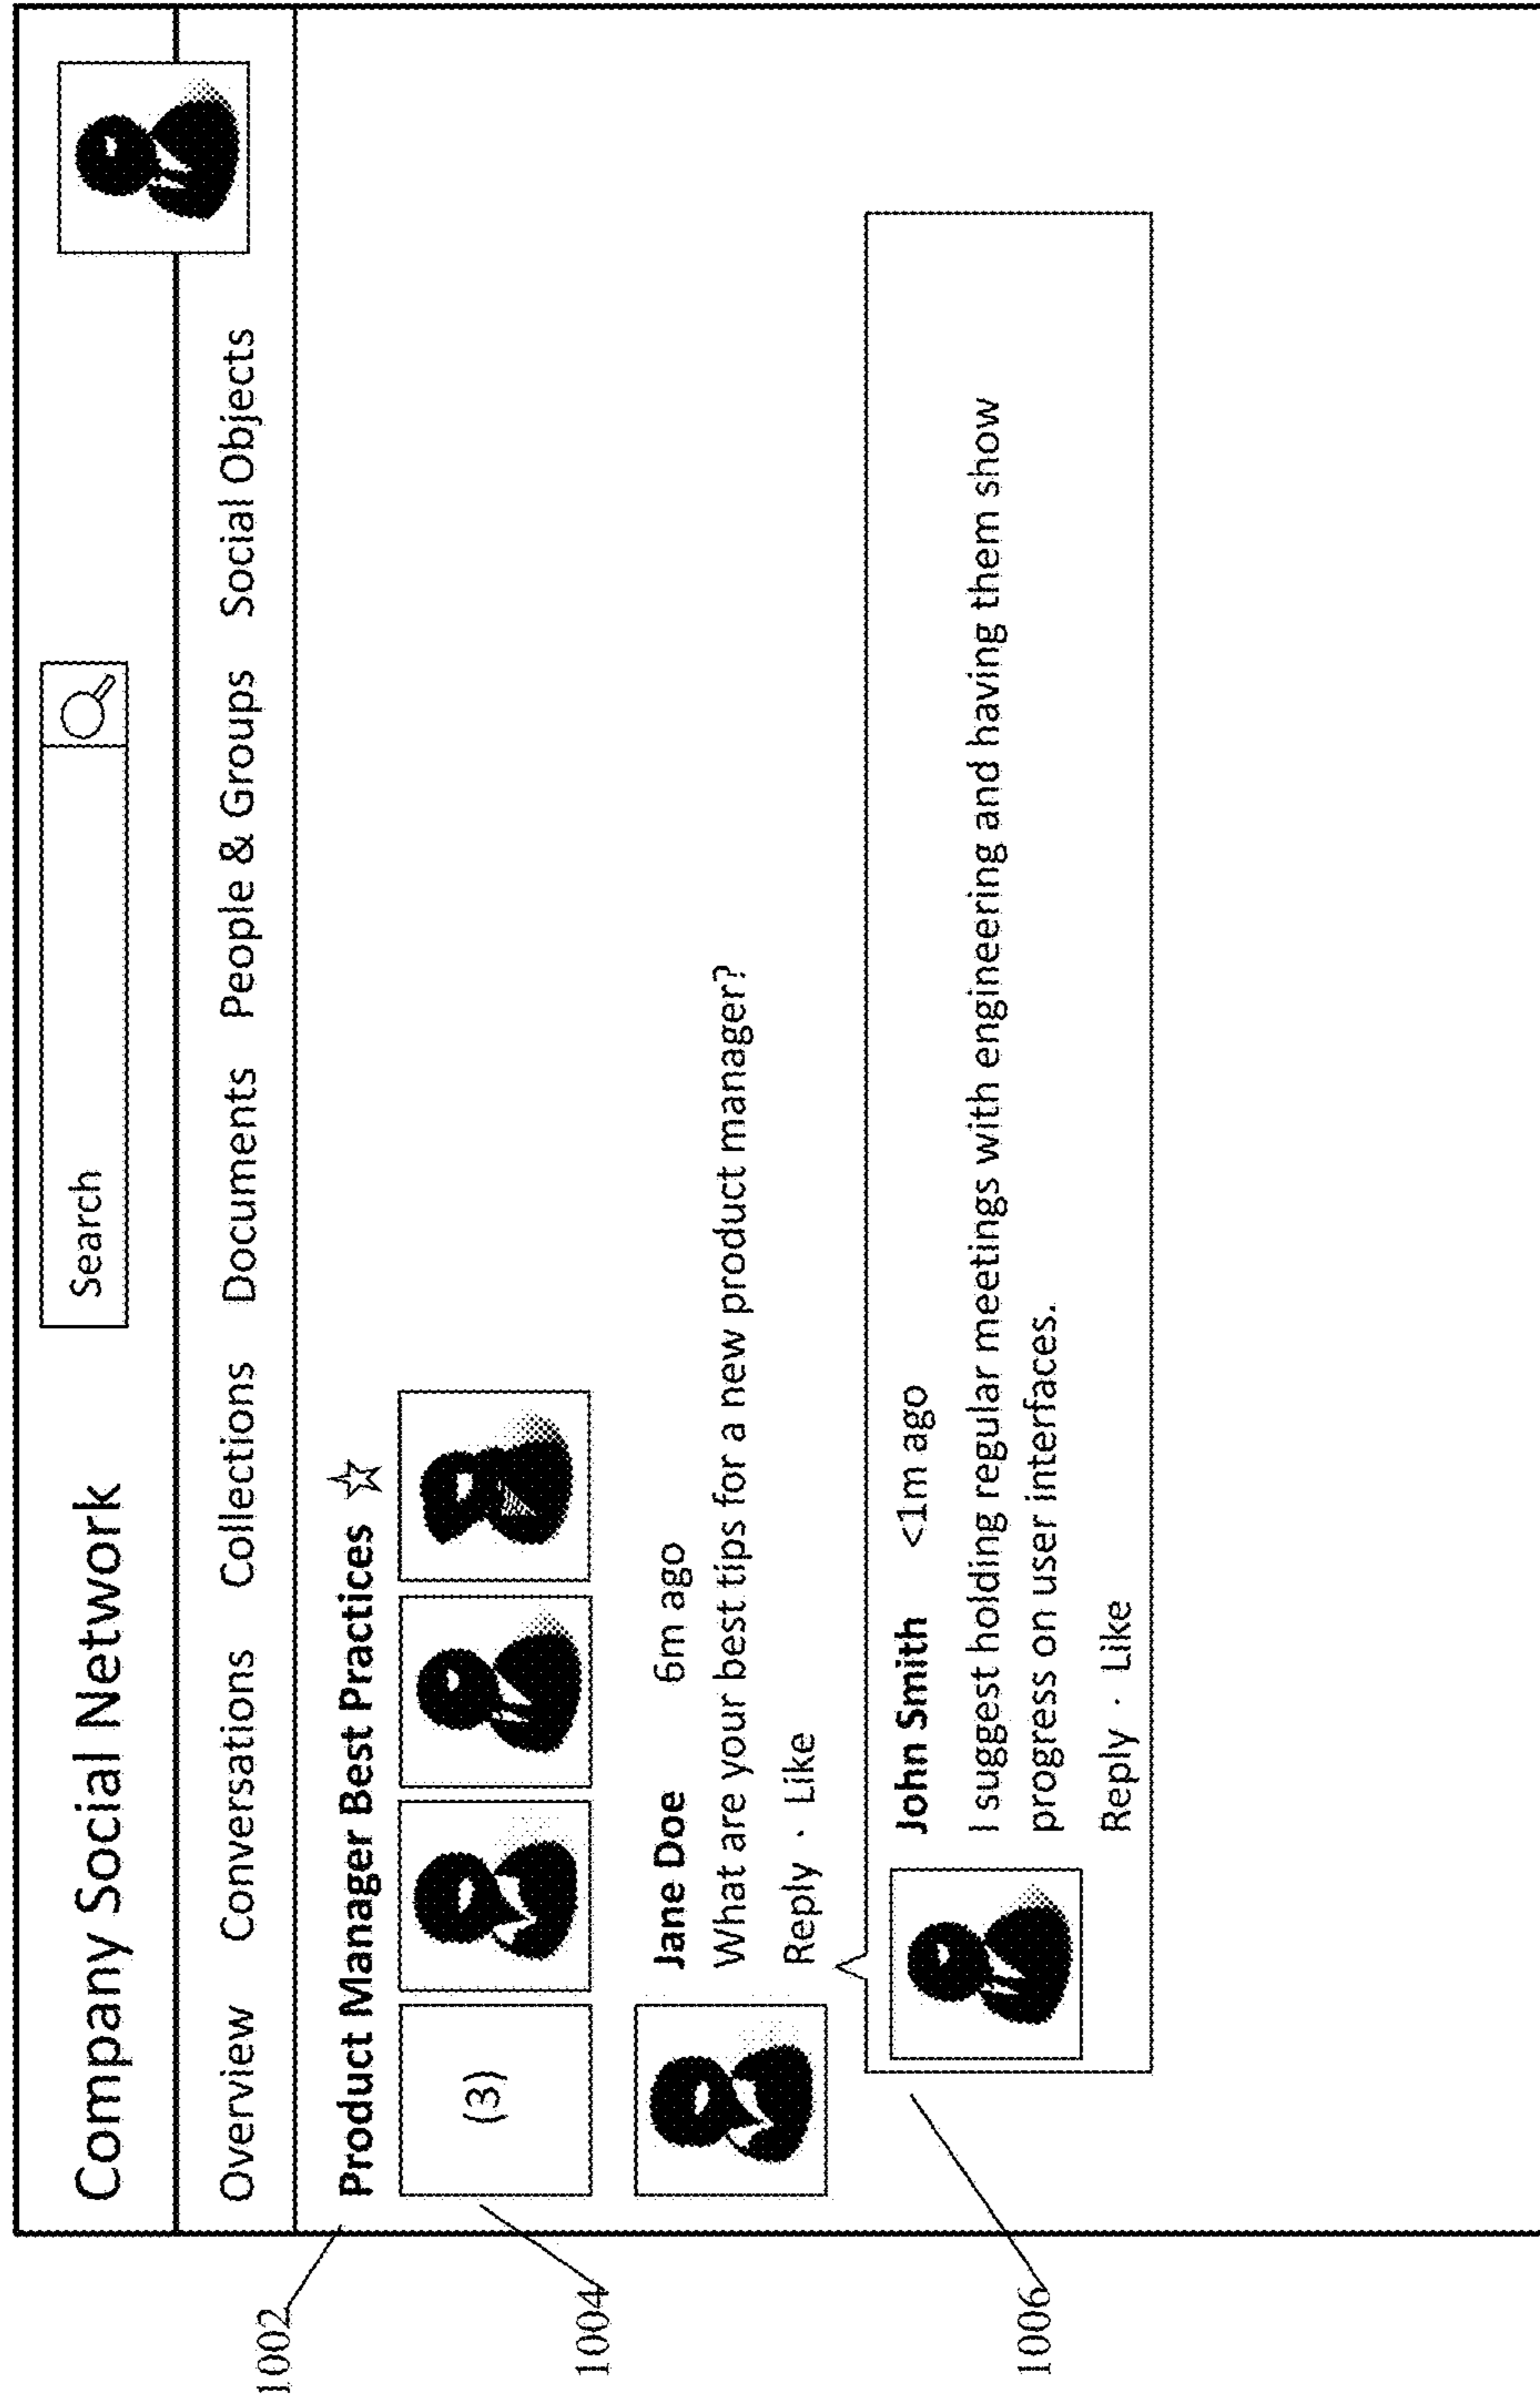 Company Social Network
Search
Overview Conversations Collections Documents People & Groups Social Objects
1002
Product Manager Best Practices
(3)
1004
Jane Doe 6m ago
What are your best tips for a new product manager?
Reply · Like
1006
John Smith <1m ago
I suggest holding regular meetings with engineering and having them show
progress on user interfaces.
Reply · Like